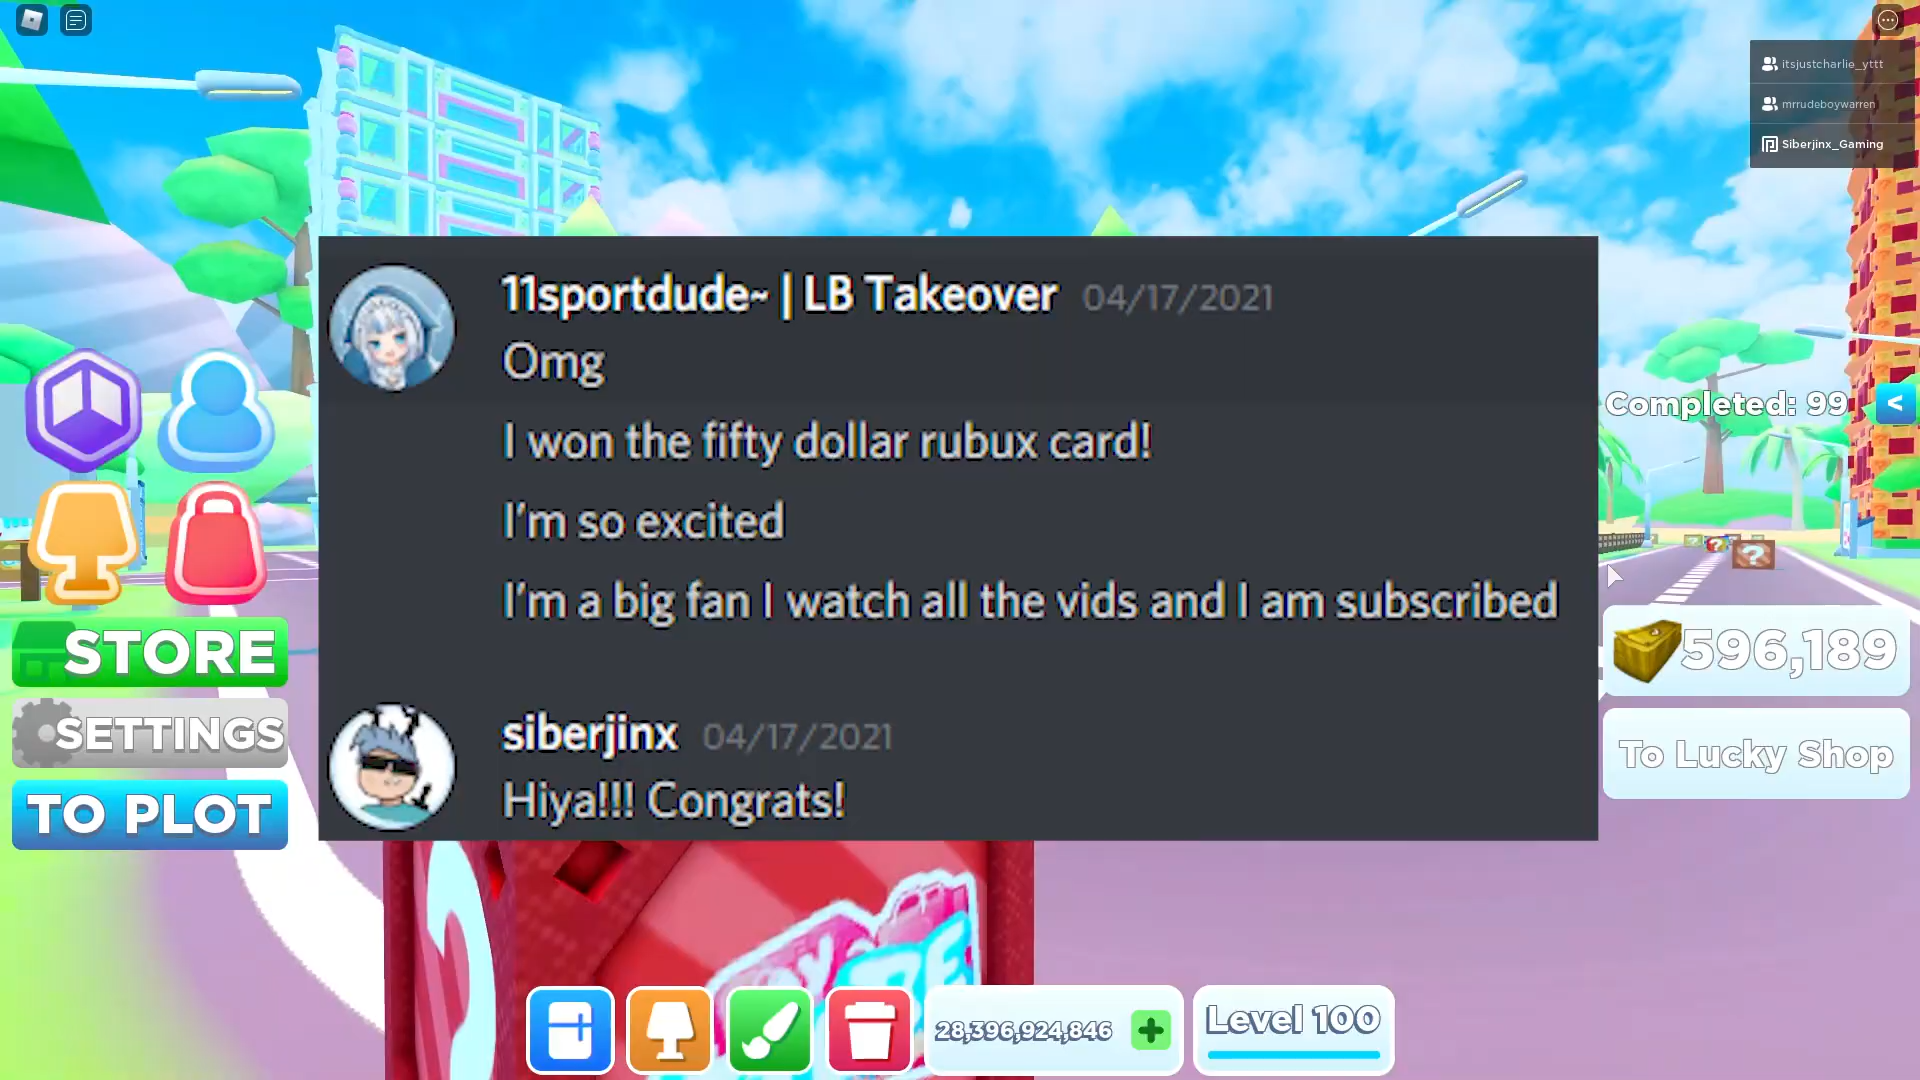 itsjustcharlie_yttt
mrrudeboywarren
Siberjinx_Gaming
11sportdude~ | LB Takeover 04/17/2021
Omg
I won the fifty dollar rubux card!
I'm so excited
I'm a big fan I watch all the vids and I am subscribed
siberjinx 04/17/2021
Hiya!!! Congrats!
Completed: 99
<
STORE
SETTINGS
TO PLOT
596,189
To Lucky Shop
28,396,924,846
Level 100